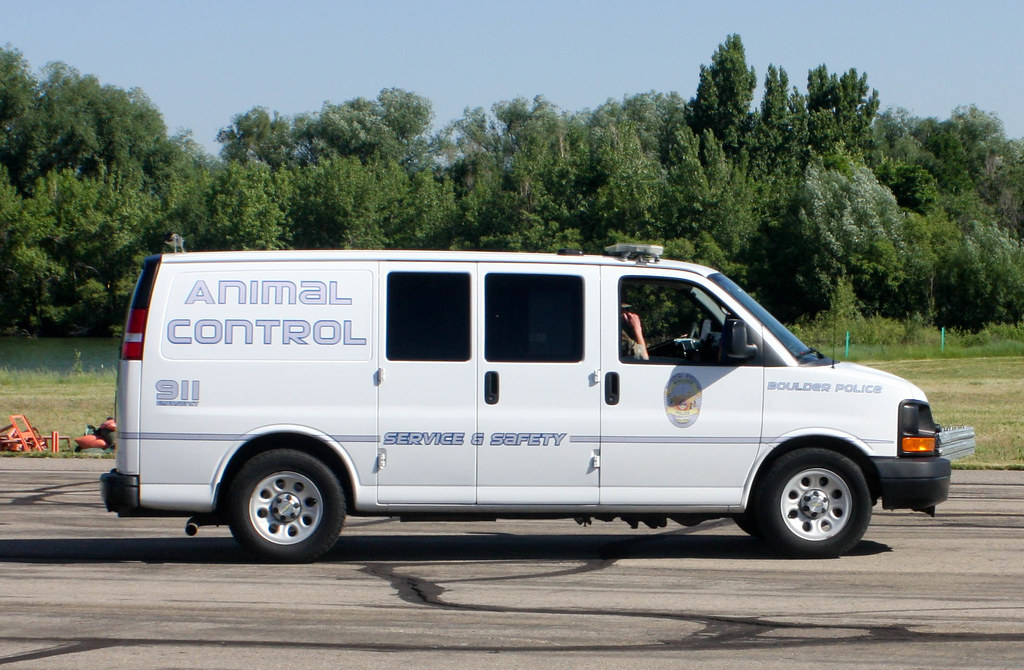 ANIMAL
CONTROL
911
SERVICE & SAFETY
BOULDER POLICE